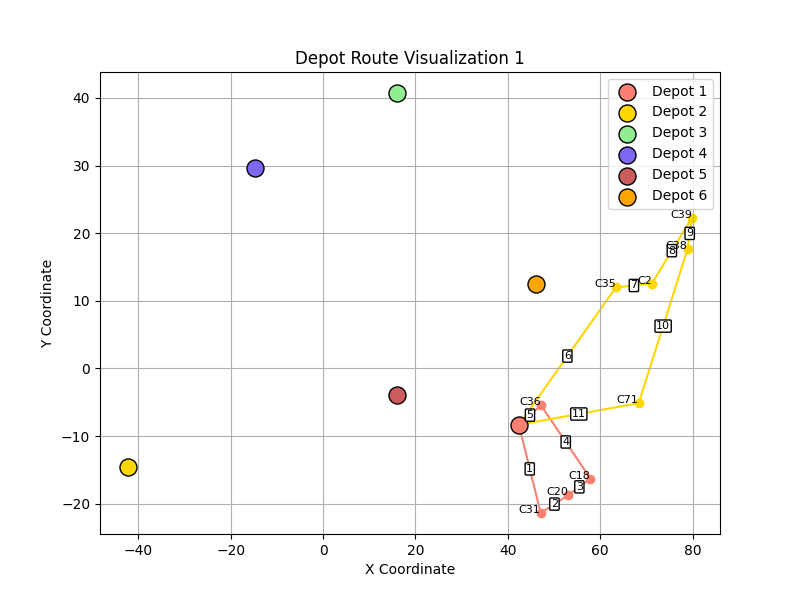 Depot Route Visualization 1
Depot 1
Depot 2
Depot 3
Depot 4
Depot 5
Depot 6
Y Coordinate
40
30
20
10
0
−10
−20
C39
9
C38
8
C35
7
C2
10
6
C36
5
C71
11
4
1
C18
3
C20
2
C31
−40
−20
0
20
40
60
80
X Coordinate